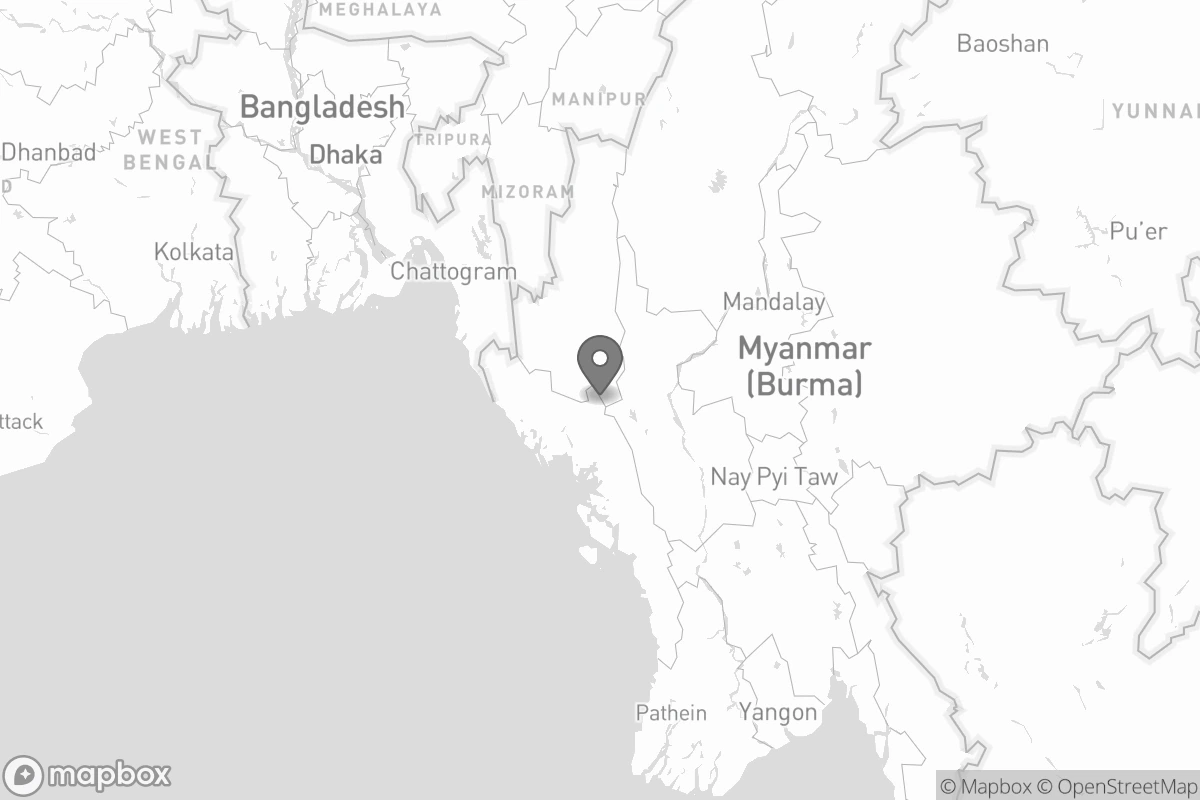 MEGHALAYA
Baoshan
Bangladesh
MANIPUR
YUNNAN
WEST
BENGAL
TRIPURA
Dhanbad
Dhaka
D
MIZORAM
Pu’er
Kolkata
Chattogram
Mandalay
Myanmar
(Burma)
ttack
Nay Pyi Taw
Pathein
Yangon
mapbox
© Mapbox © OpenStreetMap